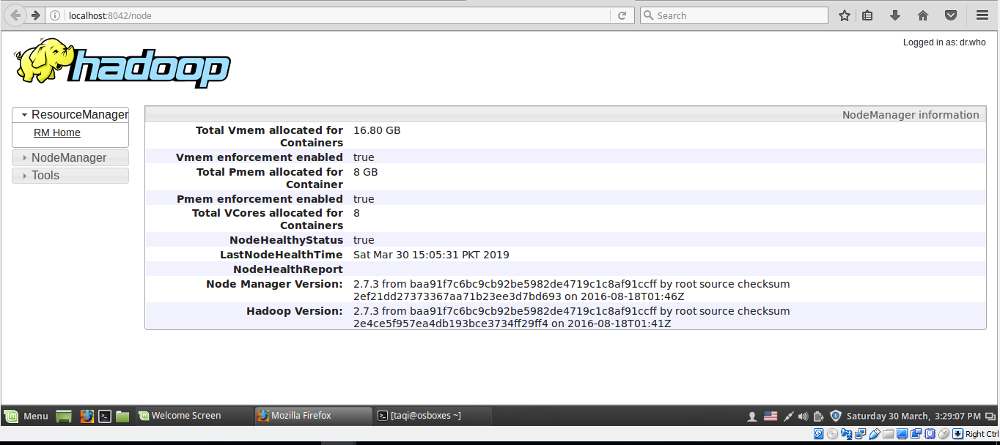 localhost:8042/node
Search
Logged in as: dr.who
hadoop
ResourceManager
RM Home
NodeManager
Tools
NodeManager information
Total Vmem allocated for 16.80 GB
Containers
Vmem enforcement enabled true
Total Pmem allocated for 8 GB
Container
Pmem enforcement enabled true
Total VCores allocated for 8
Containers
NodeHealthyStatus true
LastNodeHealthTime Sat Mar 30 15:05:31 PKT 2019
NodeHealthReport
Node Manager Version: 2.7.3 from baa91f7c6bc9cb92be5982de4719c1c8af91ccff by root source checksum
2ef21dd27373367aa71b23ee3d7bd693 on 2016-08-18T01:46Z
Hadoop Version: 2.7.3 from baa91f7c6bc9cb92be5982de4719c1c8af91ccff by root source checksum
2e4ce5f957ea4db193bce3734ff29ff4 on 2016-08-18T01:41Z
Menu Welcome Screen Mozilla Firefox [taqi@osboxes ~] Saturday 30 March, 3:29:07 PM
Right Ctrl